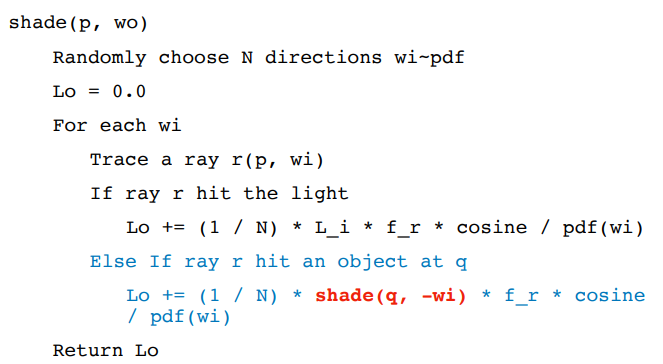 shade(p, wo)
Randomly choose N directions wi~pdf
Lo = 0.0
For each wi
Trace a ray r(p, wi)
If ray r hit the light
Lo += (1 / N) * L_i * f_r * cosine / pdf(wi)
Else If ray r hit an object at q
Lo += (1 / N) * shade(q, -wi) * f_r * cosine
/ pdf(wi)
Return Lo